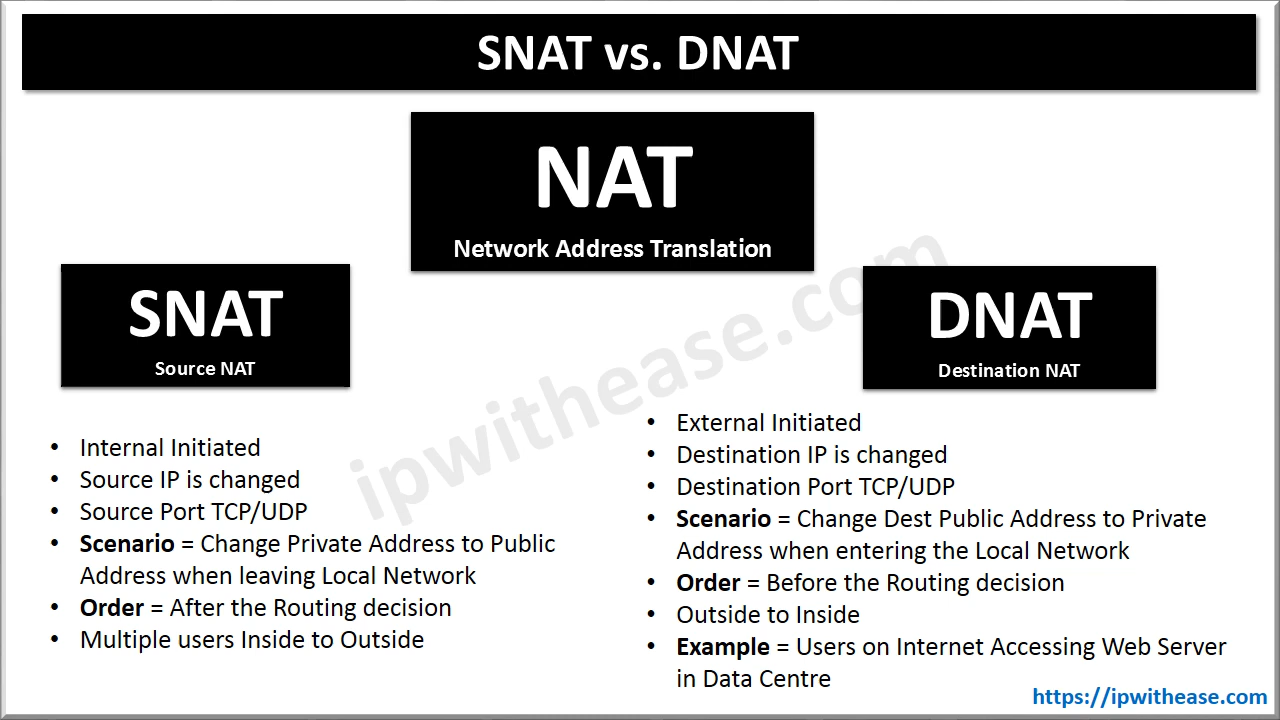 SNAT vs. DNAT
NAT
Network Address Translation
SNAT
Source NAT
• Internal Initiated
• Source IP is changed
• Source Port TCP/UDP
• Scenario = Change Private Address to Public
Address when leaving Local Network
• Order = After the Routing decision
• Multiple users Inside to Outside
DNAT
Destination NAT
• External Initiated
• Destination IP is changed
• Destination Port TCP/UDP
• Scenario = Change Dest Public Address to Private
Address when entering the Local Network
• Order = Before the Routing decision
• Outside to Inside
• Example = Users on Internet Accessing Web Server
in Data Centre
ipwithease.com
https://ipwithease.com